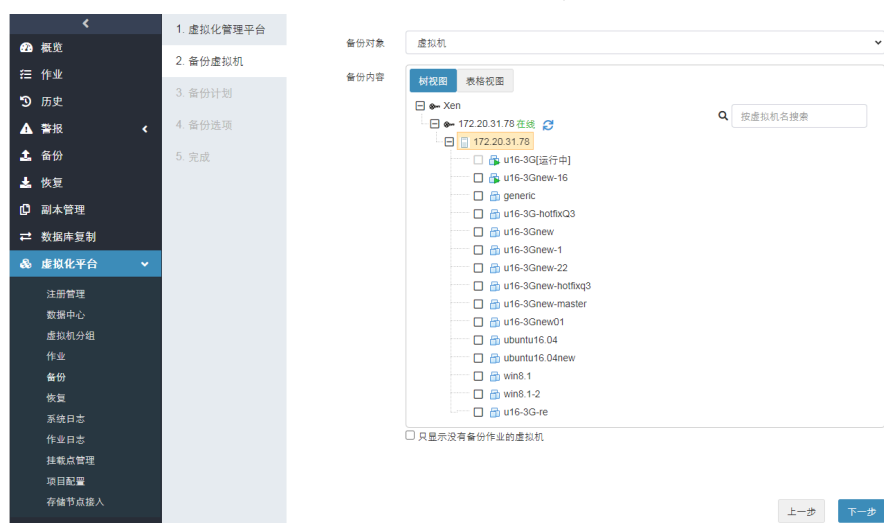 概览
作业
历史
警报
备份
恢复
副本管理
数据库复制
虚拟化平台
注册管理
数据中心
虚拟机分组
作业
备份
恢复
系统日志
作业日志
挂载点管理
项目配置
存储节点接入
1. 虚拟化管理平台
2. 备份虚拟机
3. 备份计划
4. 备份选项
5. 完成
备份对象
虚拟机
备份内容
树视图 表格视图
Xen
172.20.31.78 在线
按虚拟机名搜索
172.20.31.78
u16-3G[运行中]
u16-3Gnew-16
generic
u16-3G-hotfixQ3
u16-3Gnew
u16-3Gnew-1
u16-3Gnew-22
u16-3Gnew-hotfixq3
u16-3Gnew-master
u16-3Gnew01
ubuntu16.04
ubuntu16.04new
win8.1
win8.1-2
u16-3G-re
只显示没有备份作业的虚拟机
上一步 下一步